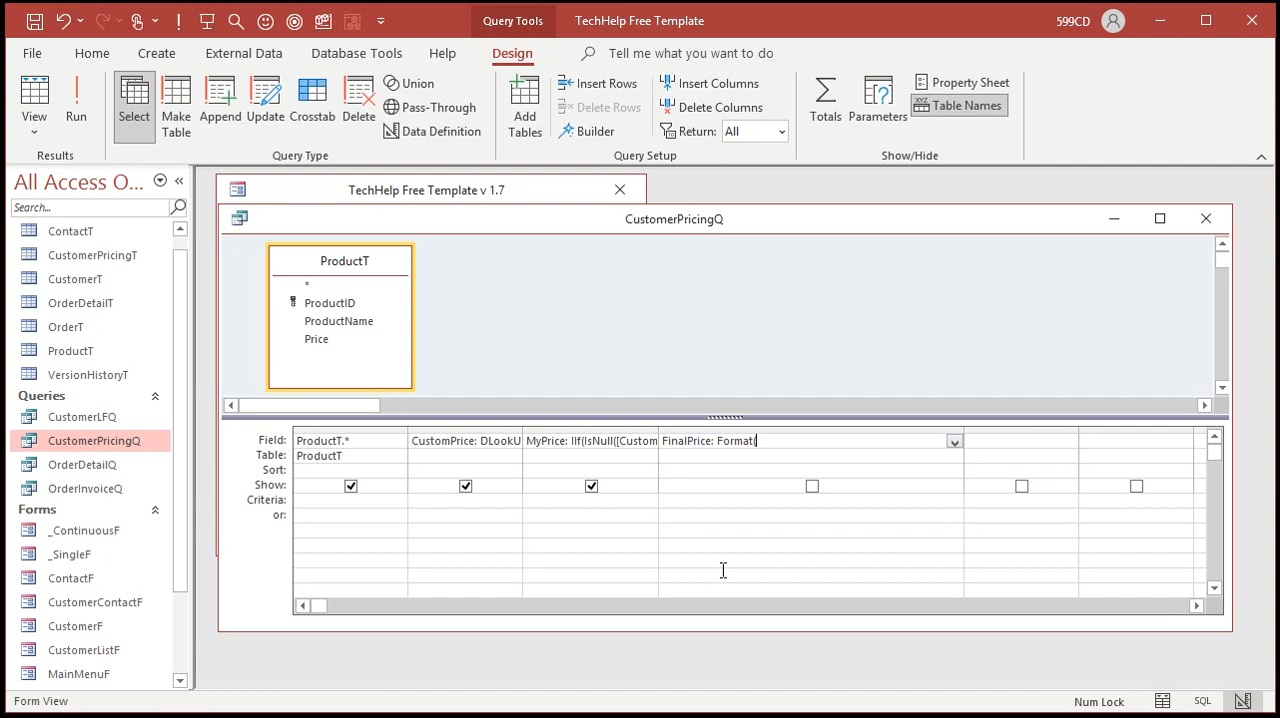 Query Tools
TechHelp Free Template
599CD
File
Home
Create
External Data
Database Tools
Help
Design
Tell me what you want to do
View
Run
Select
Make Table
Append
Update
Crosstab
Delete
Union
Pass-Through
Data Definition
Add Tables
Insert Rows
Delete Rows
Builder
Insert Columns
Delete Columns
Return: All
Totals
Parameters
Property Sheet
Table Names
Results
Query Type
Query Setup
Show/Hide
All Access O...
Search...
ContactT
CustomerPricingT
CustomerT
OrderDetailT
OrderT
ProductT
VersionHistoryT
Queries
CustomerLFQ
CustomerPricingQ
OrderDetailQ
OrderInvoiceQ
Forms
_ContinuousF
_SingleF
ContactF
CustomerContactF
CustomerF
CustomerListF
MainMenuF
TechHelp Free Template v 1.7
CustomerPricingQ
ProductT
*
ProductID
ProductName
Price
Field: ProductT.* CustomPrice: DLookU MyPrice: IIf(IsNull([Custom FinalPrice: Format(
Table: ProductT
Sort:
Show:
Criteria:
or:
Form View
Num Lock
SQL